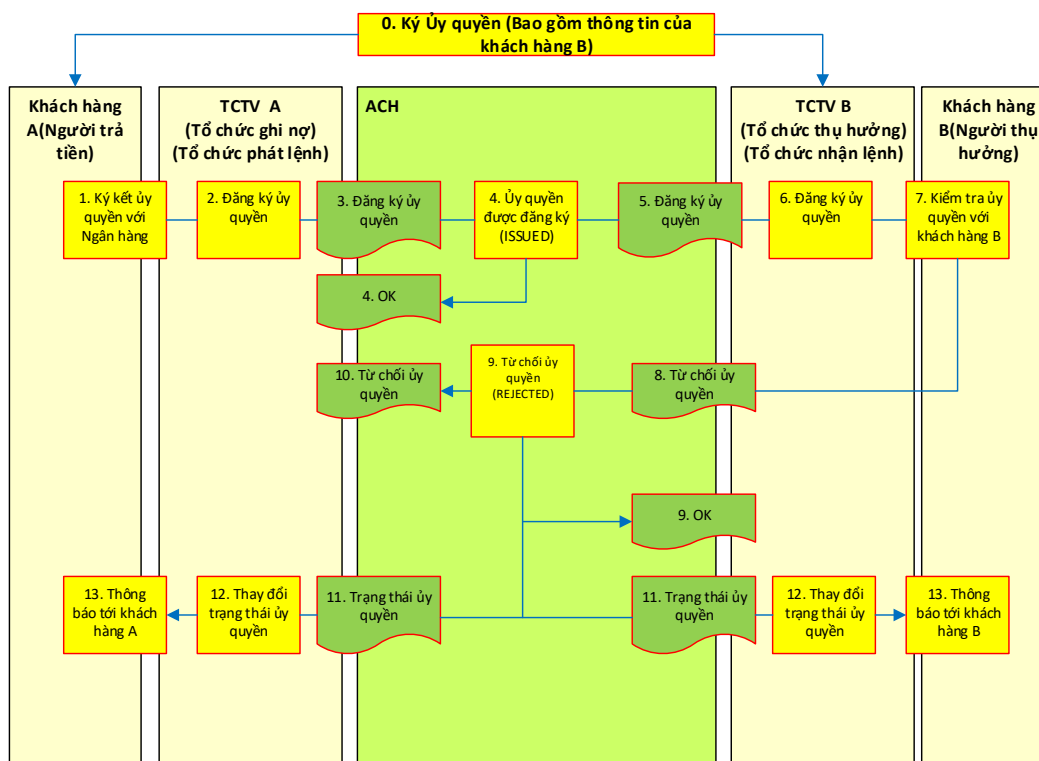 0. Ký Ủy quyền (Bao gồm thông tin của
khách hàng B)
Khách hàng
A(Người trả
tiền)
TCTV A
(Tổ chức ghi nợ)
(Tổ chức phát lệnh)
ACH
TCTV B
(Tổ chức thụ hưởng)
(Tổ chức nhận lệnh)
Khách hàng
B(Người thụ
hưởng)
1. Ký kết ủy
quyền với
Ngân hàng
2. Đăng ký ủy
quyền
3. Đăng ký ủy
quyền
4. Ủy quyền
được đăng ký
(ISSUED)
5. Đăng ký ủy
quyền
6. Đăng ký ủy
quyền
7. Kiểm tra ủy
quyền với
khách hàng B
4. OK
10. Từ chối ủy
quyền
9. Từ chối ủy
quyền
(REJECTED)
8. Từ chối ủy
quyền
9. OK
13. Thông
báo tới khách
hàng A
12. Thay đổi
trạng thái ủy
quyền
11. Trạng thái ủy
quyền
11. Trạng thái ủy
quyền
12. Thay đổi
trạng thái ủy
quyền
13. Thông
báo tới khách
hàng B